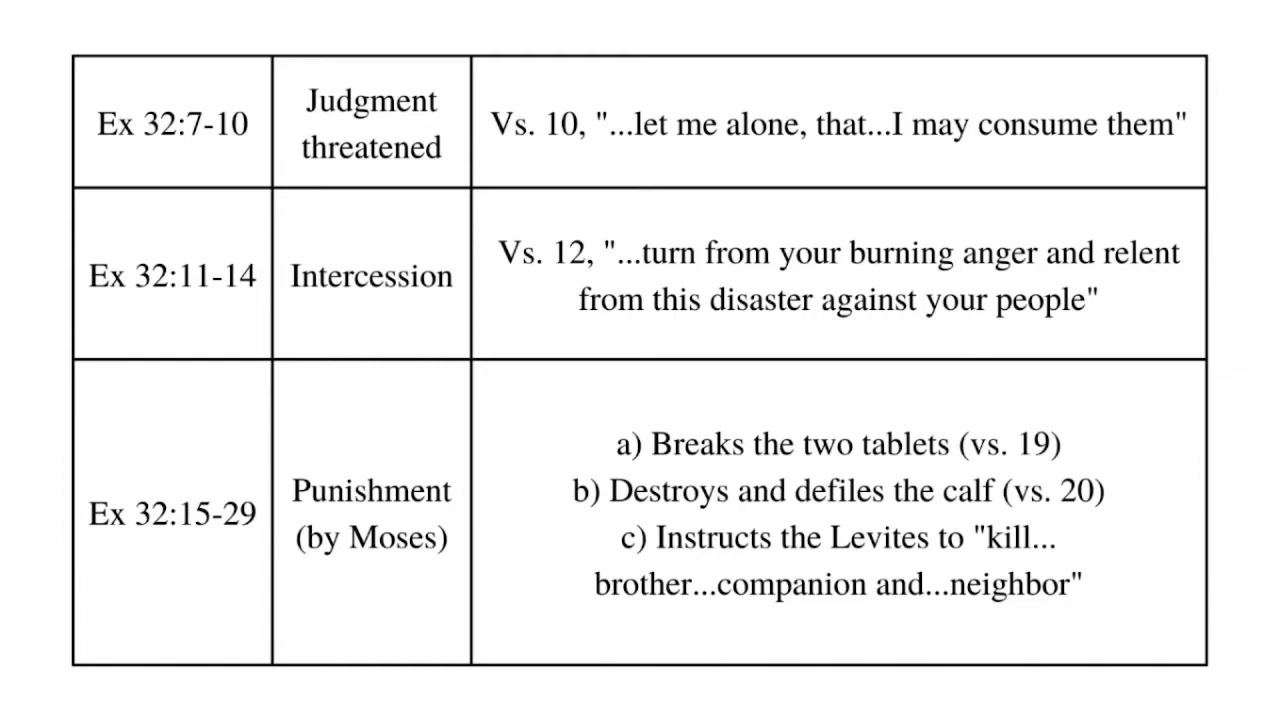 Ex 32:7-10
Judgment
threatened
Vs. 10, "...let me alone, that...I may consume them"
Ex 32:11-14
Intercession
Vs. 12, "...turn from your burning anger and relent
from this disaster against your people"
Ex 32:15-29
Punishment
(by Moses)
a) Breaks the two tablets (vs. 19)
b) Destroys and defiles the calf (vs. 20)
c) Instructs the Levites to "kill...
brother...companion and...neighbor"